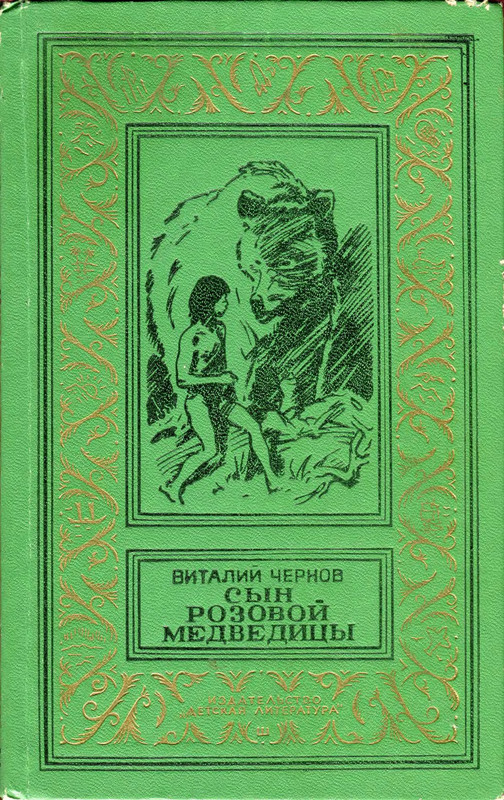 ВИТАЛИЙ ЧЕРНОВ
СЫН
РОЗОВОЙ
МЕДВЕДИЦЫ
ИЗДАТЕЛЬСТВО
„ДЕТСКАЯ ЛИТЕРАТУРА"